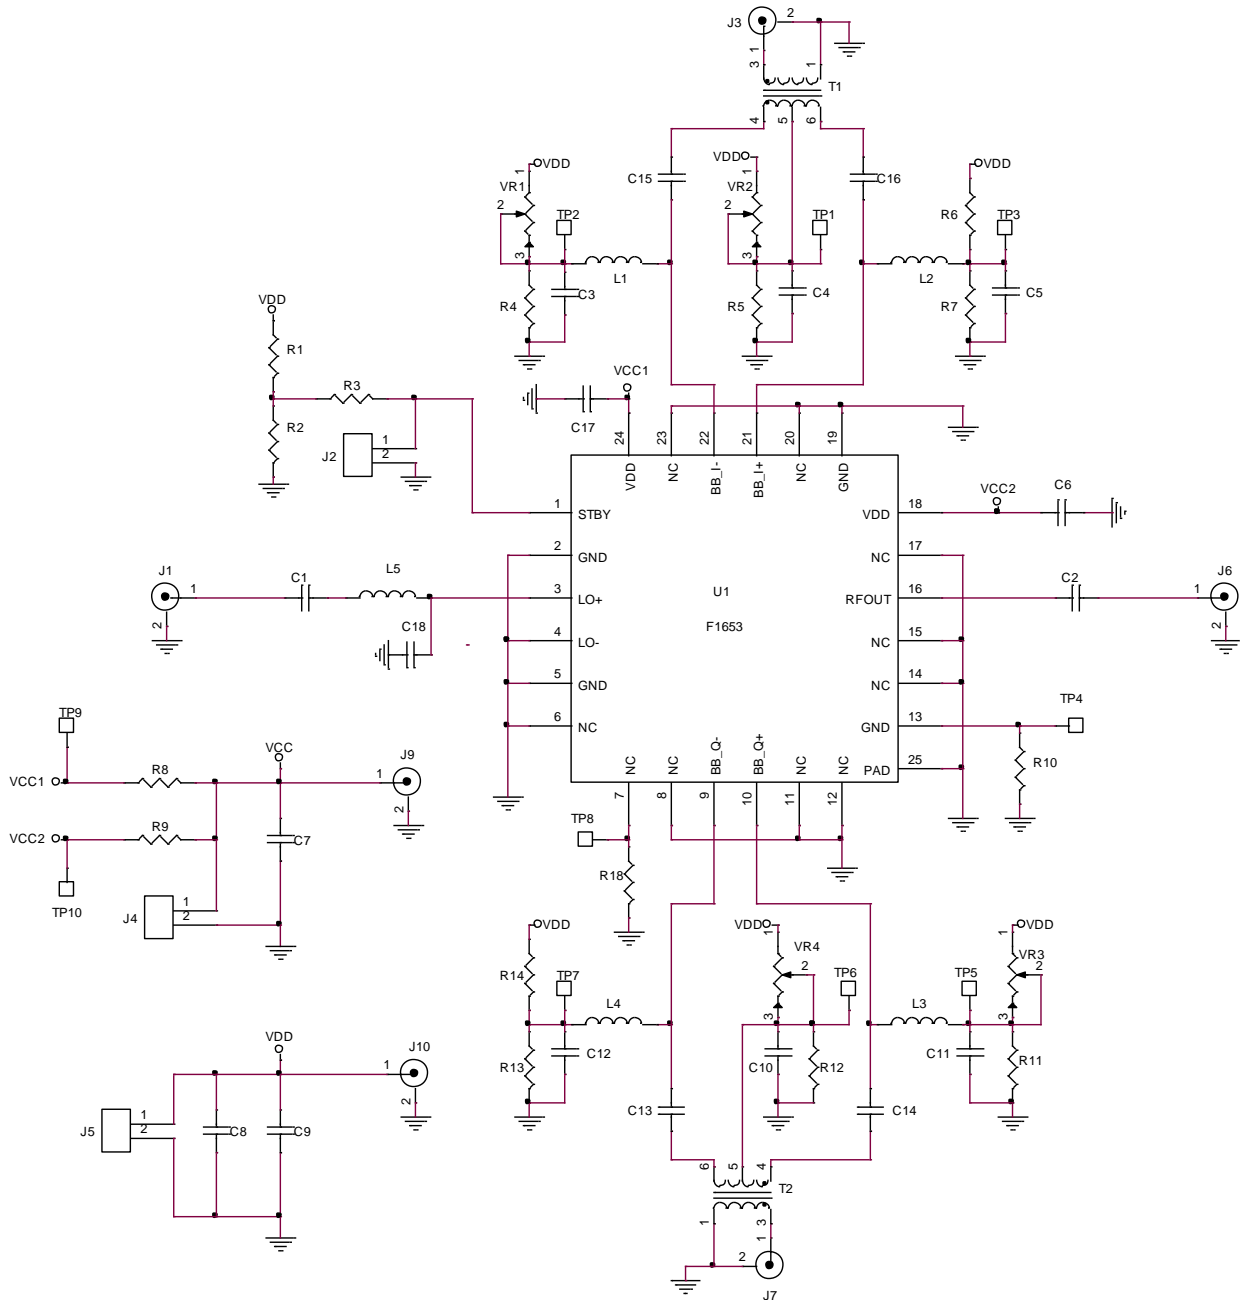 J3 2
1
3 1
T1
4 5 6
VDD VDD VDD
C15 C16
1 VR1 1 VR2
R6
2 TP2 2 TP1 TP3
3 3
L1 L2
R4 C3 R5 C4 R7 C5
VDD
R1
VCC1
R3
C17
R2
J2 1
2
24 23 22 21 20 19
VDD NC BB_I- BB_I+ NC GND
1 STBY
VDD 18 VCC2 C6
2 GND
NC 17
J1 1 C1 L5
2
3 LO+
U1
F1653
RFOUT 16 C2 1 J6
2
C18
4 LO-
NC 15
5 GND
NC 14
6 NC
GND 13 TP4
R10
PAD 25
NC NC BB_Q- BB_Q+ NC NC
7 8 9 10 11 12
TP9
VCC1 R8 VCC 1 J9
2
VCC2 R9 C7
TP10
J4 1
2
TP8
R18
VDD VDD VDD
R14 1 VR4 1 VR3
TP7 2 TP6 TP5 2
3 3
L4 L3
R13 C12 C10 R12 C11 R11
C13 C14
VDD
1 J10
2
J5 1
2
C8 C9
6 5 4
T2
1 3
1
2
J7